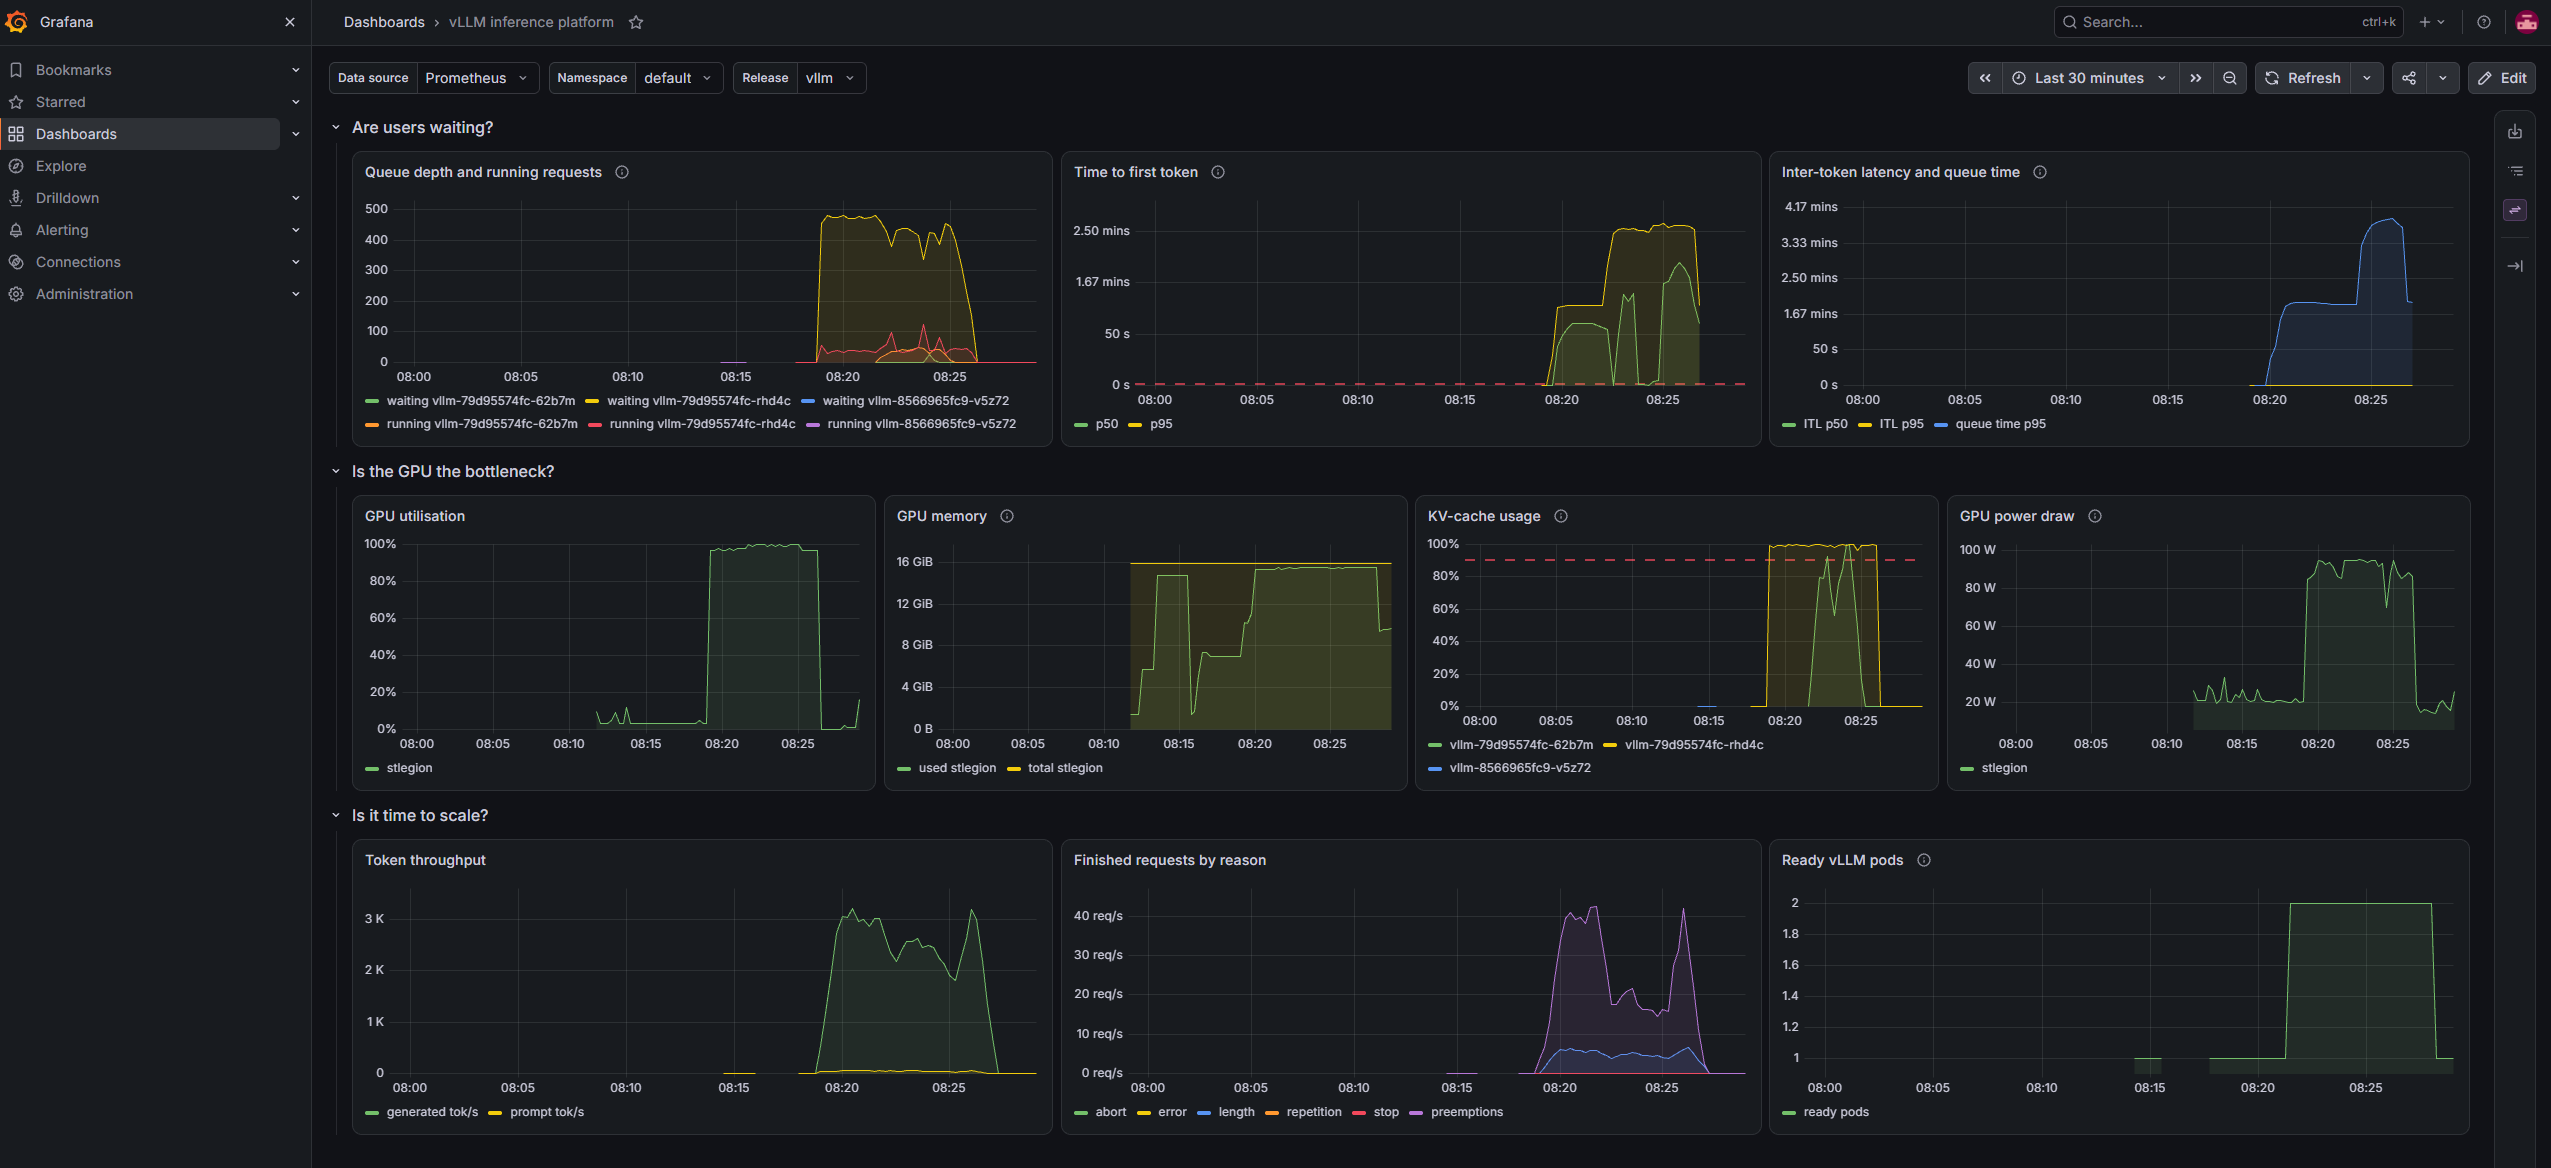 Grafana
Dashboards › vLLM inference platform
Search...
ctrl+k
Bookmarks
Starred
Dashboards
Explore
Drilldown
Alerting
Connections
Administration
Data source Prometheus
Namespace default
Release vllm
Last 30 minutes
Refresh
Edit
Are users waiting?
Queue depth and running requests
500
400
300
200
100
0
08:00 08:05 08:10 08:15 08:20 08:25
waiting vllm-79d95574fc-62b7m waiting vllm-79d95574fc-rhd4c waiting vllm-8566965fc9-v5z72
running vllm-79d95574fc-62b7m running vllm-79d95574fc-rhd4c running vllm-8566965fc9-v5z72
Time to first token
2.50 mins
1.67 mins
50 s
0 s
08:00 08:05 08:10 08:15 08:20 08:25
p50 p95
Inter-token latency and queue time
4.17 mins
3.33 mins
2.50 mins
1.67 mins
50 s
0 s
08:00 08:05 08:10 08:15 08:20 08:25
ITL p50 ITL p95 queue time p95
Is the GPU the bottleneck?
GPU utilisation
100%
80%
60%
40%
20%
0%
08:00 08:05 08:10 08:15 08:20 08:25
stlegion
GPU memory
16 GiB
12 GiB
8 GiB
4 GiB
0 B
08:00 08:05 08:10 08:15 08:20 08:25
used stlegion total stlegion
KV-cache usage
100%
80%
60%
40%
20%
0%
08:00 08:05 08:10 08:15 08:20 08:25
vllm-79d95574fc-62b7m vllm-79d95574fc-rhd4c
vllm-8566965fc9-v5z72
GPU power draw
100 W
80 W
60 W
40 W
20 W
08:00 08:05 08:10 08:15 08:20 08:25
stlegion
Is it time to scale?
Token throughput
3 K
2 K
1 K
0
08:00 08:05 08:10 08:15 08:20 08:25
generated tok/s prompt tok/s
Finished requests by reason
40 req/s
30 req/s
20 req/s
10 req/s
0 req/s
08:00 08:05 08:10 08:15 08:20 08:25
abort error length repetition stop preemptions
Ready vLLM pods
2
1.8
1.6
1.4
1.2
1
08:00 08:05 08:10 08:15 08:20 08:25
ready pods